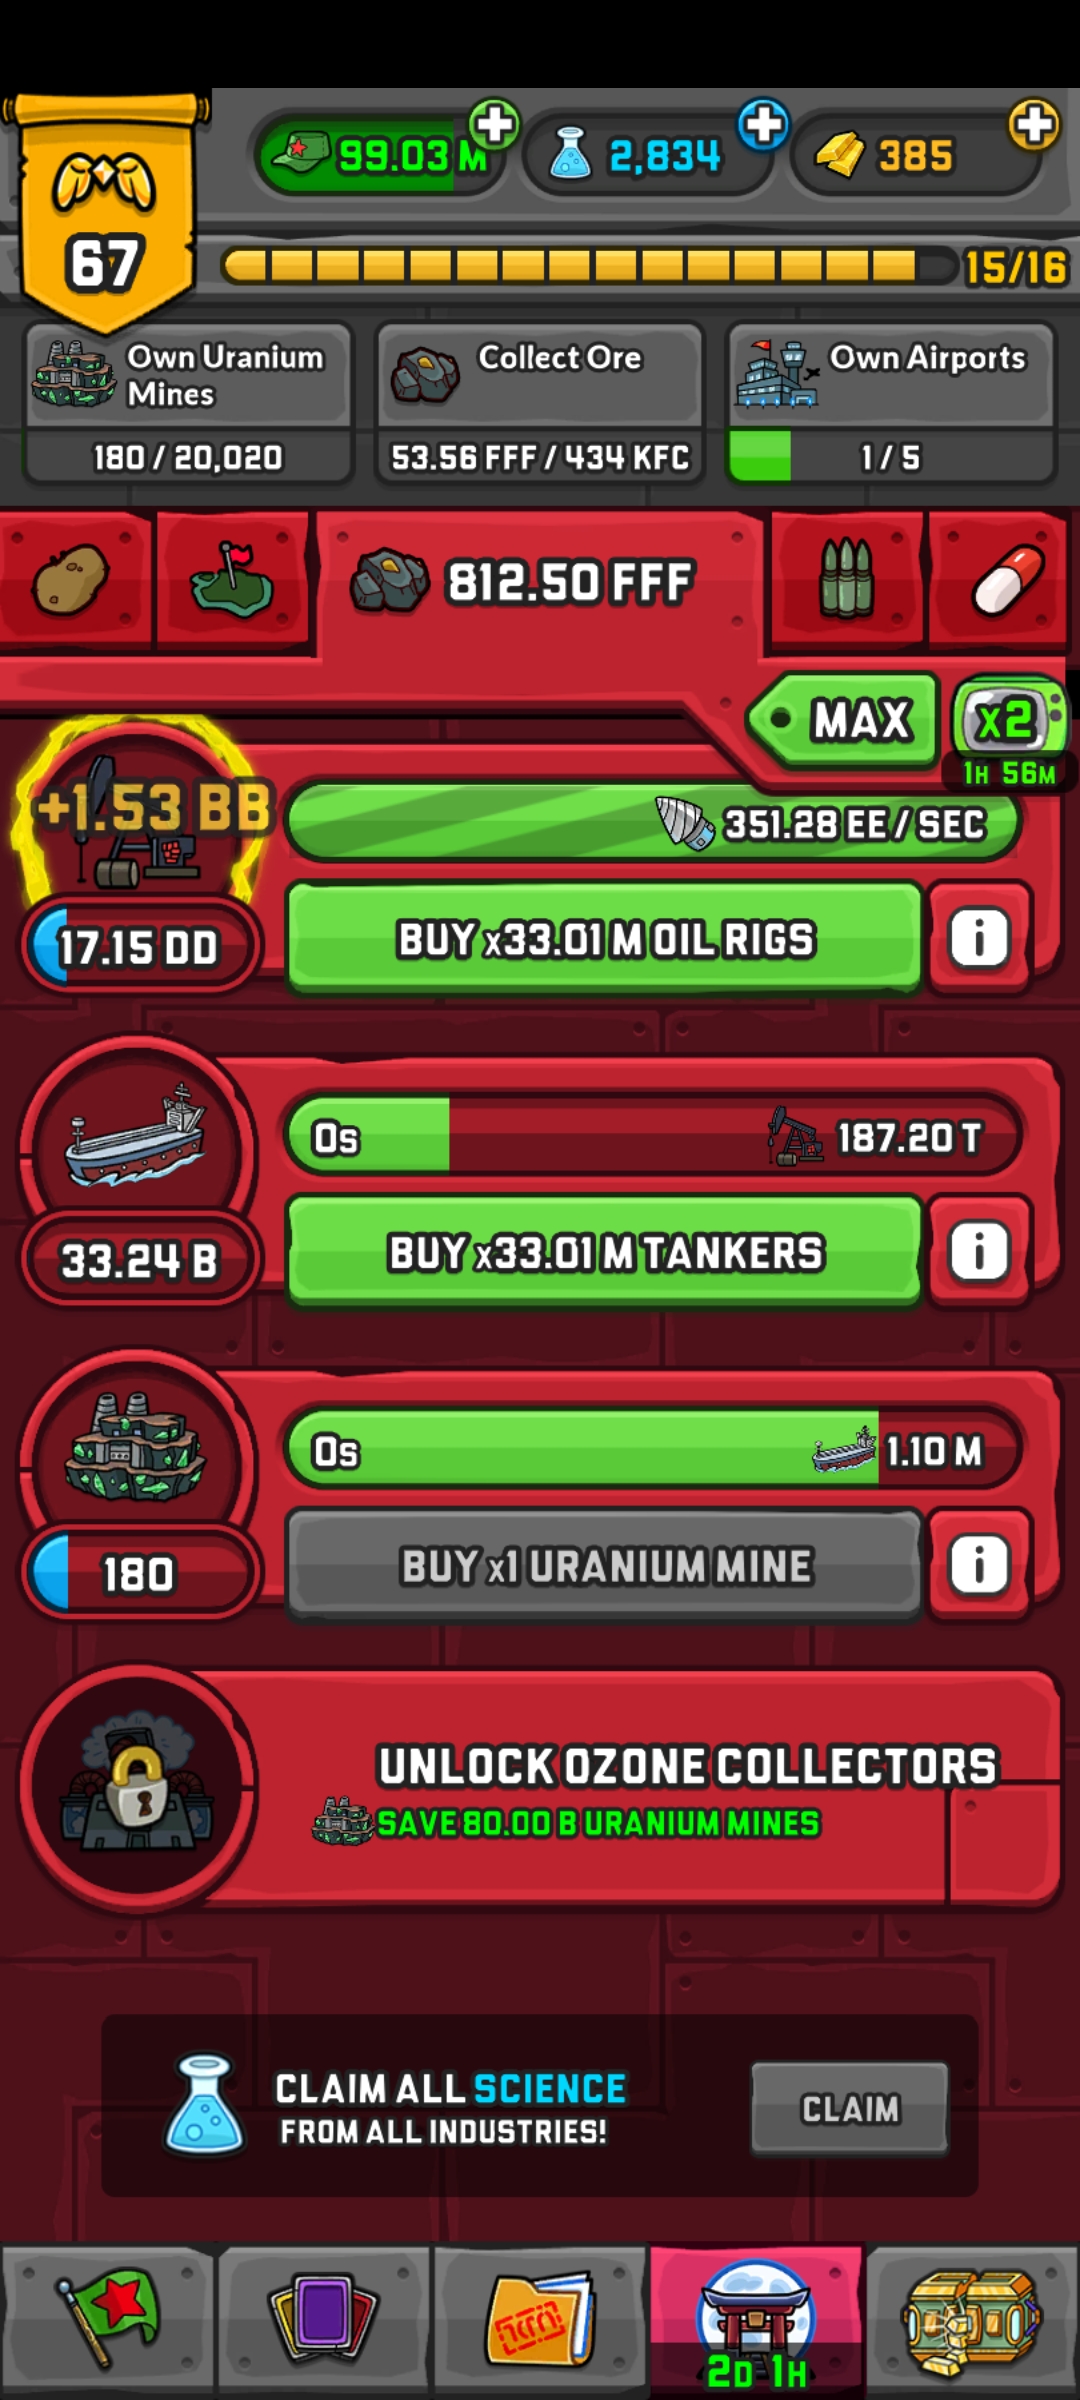 99.03 M
2,834
385
67
15/16
Own Uranium
Mines
180 / 20,020
Collect Ore
53.56 FFF / 434 KFC
Own Airports
1 / 5
812.50 FFF
MAX
x2
1H 56M
+1.53 BB
351.28 EE / SEC
17.15 DD
BUY x33.01 M OIL RIGS
i
0s
187.20 T
33.24 B
BUY x33.01 M TANKERS
i
0s
1.10 M
180
BUY x1 URANIUM MINE
i
UNLOCK OZONE COLLECTORS
SAVE 80.00 B URANIUM MINES
CLAIM ALL SCIENCE
FROM ALL INDUSTRIES!
CLAIM
2D 1H